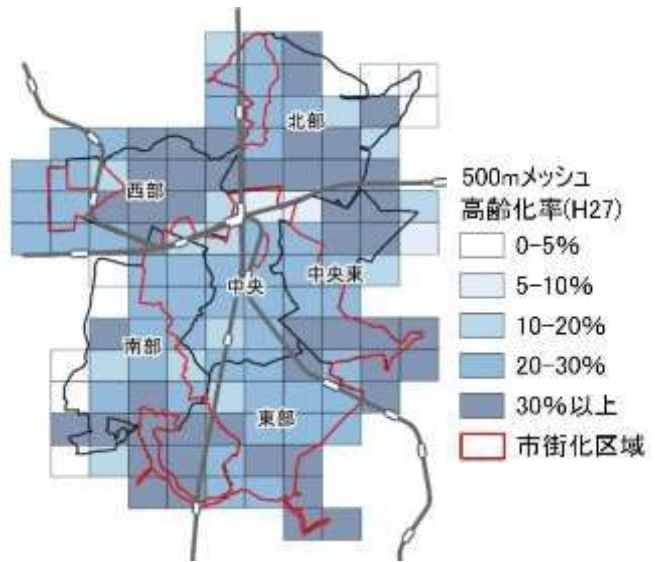 北部
西部
中央
中央東
南部
東部
500mメッシュ
高齢化率(H27)
0-5%
5-10%
10-20%
20-30%
30%以上
市街化区域